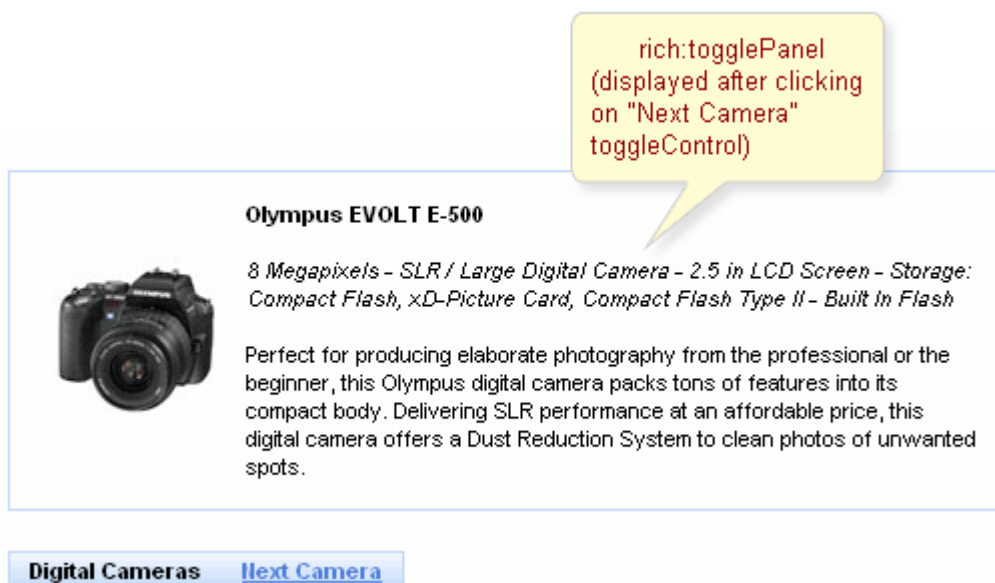 rich:togglePanel
(displayed after clicking
on "Next Camera"
toggleControl)
Olympus EVOLT E-500
8 Megapixels - SLR / Large Digital Camera - 2.5 in LCD Screen - Storage:
Compact Flash, xD-Picture Card, Compact Flash Type II - Built In Flash
OLYMPUS
Perfect for producing elaborate photography from the professional or the
beginner, this Olympus digital camera packs tons of features into its
compact body. Delivering SLR performance at an affordable price, this
digital camera offers a Dust Reduction System to clean photos of unwanted
spots.
Digital Cameras Next Camera